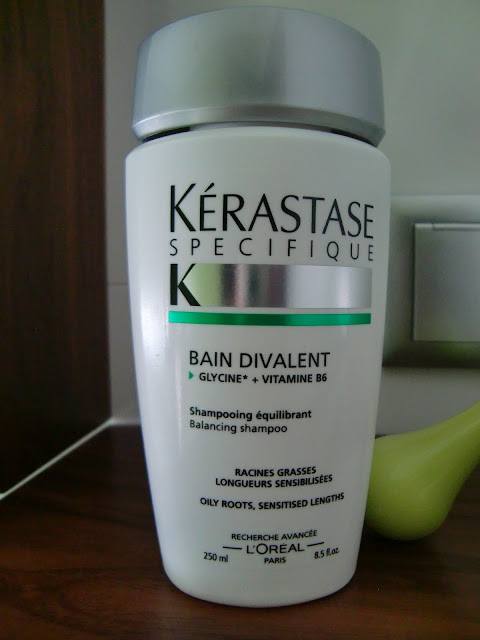 KÉRASTASE
SPECIFIQUE
K
BAIN DIVALENT
GLYCINE* + VITAMINE B6
Shampooing équilibrant
Balancing shampoo
RACINES GRASSES
LONGUEURS SENSIBILISÉES
OILY ROOTS, SENSITISED LENGTHS
RECHERCHE AVANCÉE
L'ORÉAL
PARIS
250 ml 8.5 fl.oz.